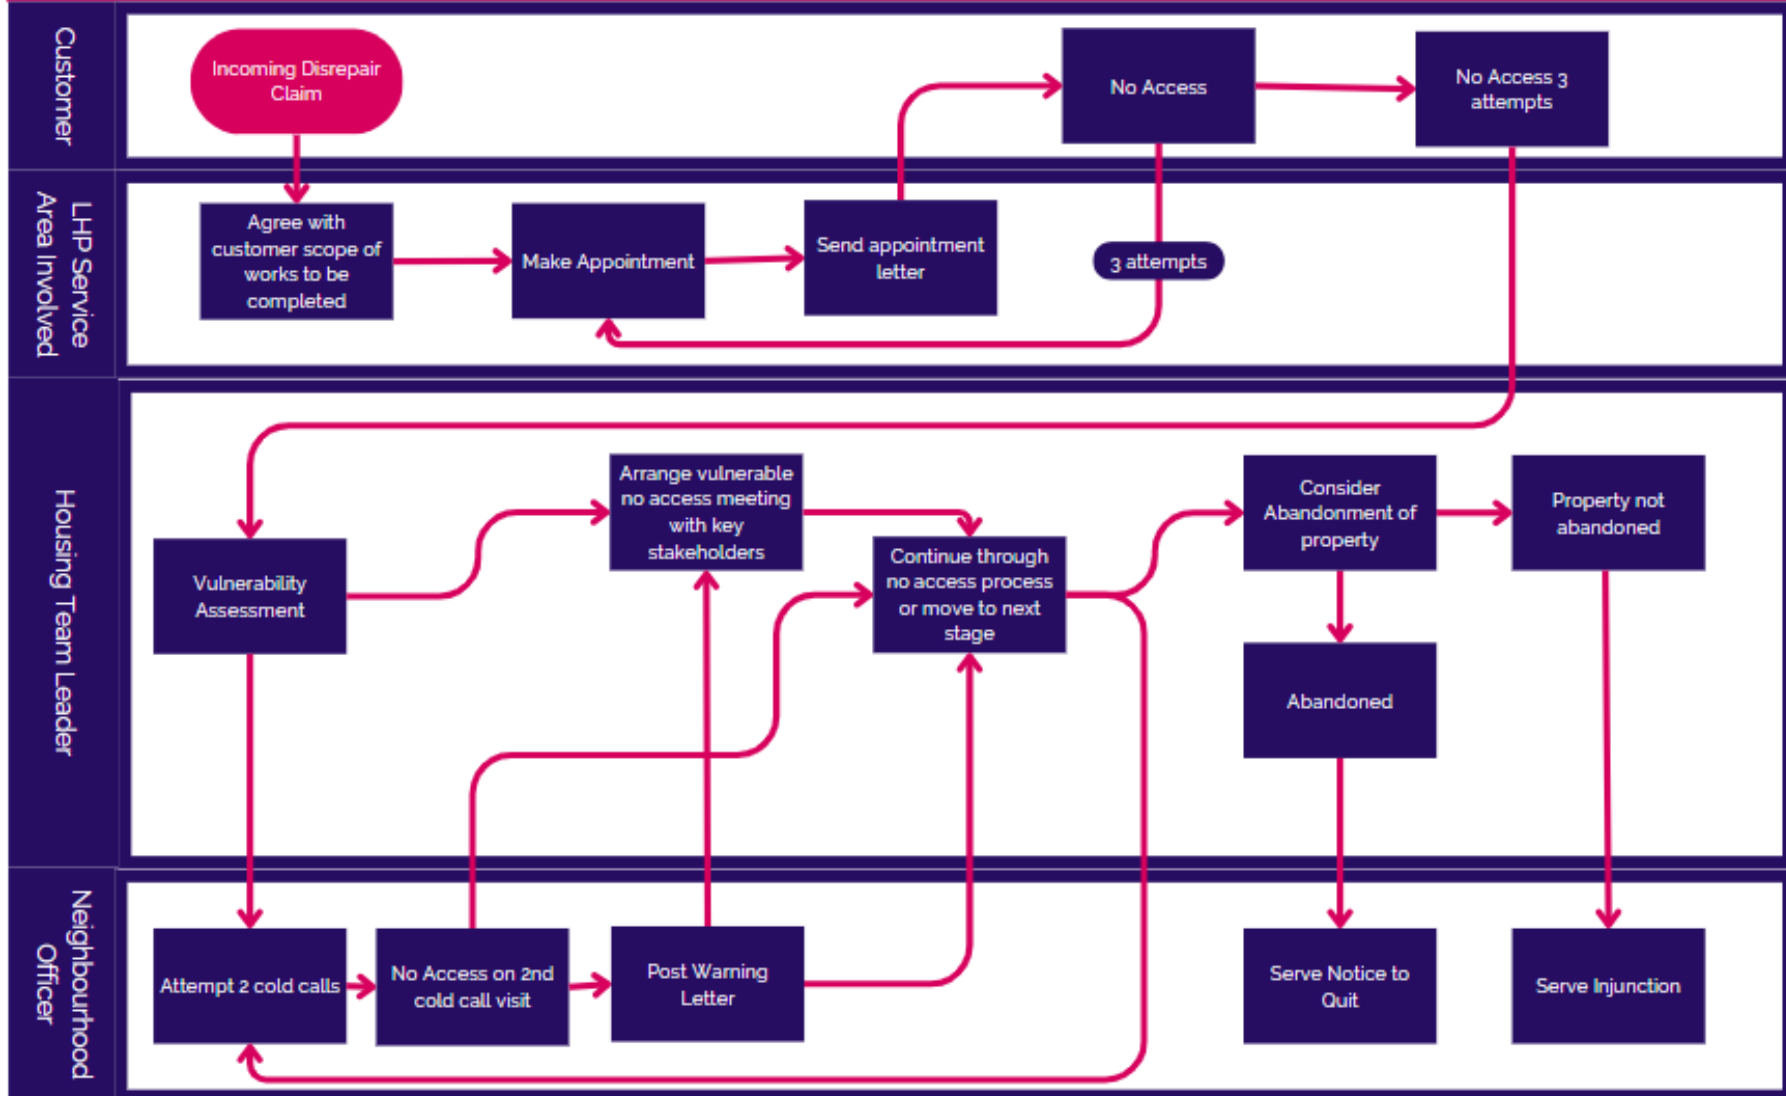 Customer
Incoming Disrepair
Claim
No Access
No Access 3
attempts
LHP Service
Area Involved
Agree with
customer scope of
works to be
completed
Make Appointment
Send appointment
letter
3 attempts
Housing Team Leader
Vulnerability
Assessment
Arrange vulnerable
no access meeting
with key
stakeholders
Continue through
no access process
or move to next
stage
Consider
Abandonment of
property
Property not
abandoned
Abandoned
Neighbourhood
Officer
Attempt 2 cold calls
No Access on 2nd
cold call visit
Post Warning
Letter
Serve Notice to
Quit
Serve Injunction